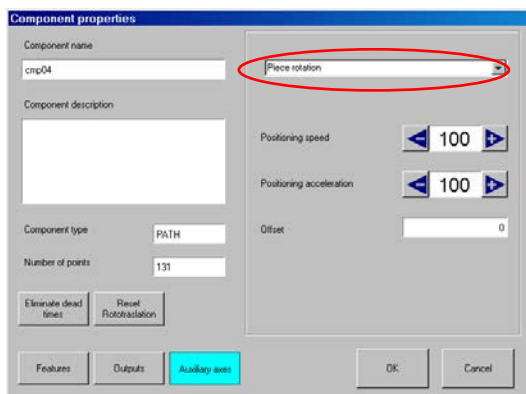 Component properties
Component name
cmp04
Component description
Component type
PATH
Number of points
131
Eliminate dead
times
Reset
Rototraslation
Features
Outputs
Auxiliary axes
Piece rotation
Positioning speed
100
Positioning acceleration
100
Offset
0
OK
Cancel